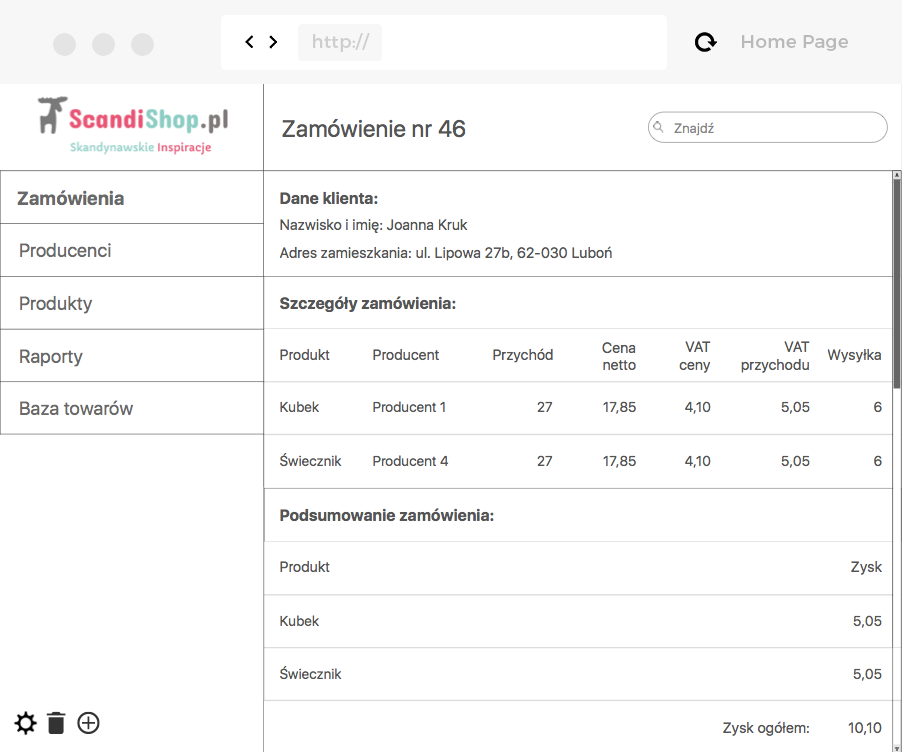 http://
Home Page
ScandiShop.pl
Skandynawskie Inspiracje
Zamówienie nr 46
Znajdź
Zamówienia
Producenci
Produkty
Raporty
Baza towarów
Dane klienta:
Nazwisko i imię: Joanna Kruk
Adres zamieszkania: ul. Lipowa 27b, 62-030 Luboń
Szczegóły zamówienia:
Produkt Producent Przychód Cena netto VAT ceny VAT przychodu Wysyłka
Kubek Producent 1 27 17,85 4,10 5,05 6
Świecznik Producent 4 27 17,85 4,10 5,05 6
Podsumowanie zamówienia:
Produkt Zysk
Kubek 5,05
Świecznik 5,05
Zysk ogółem: 10,10